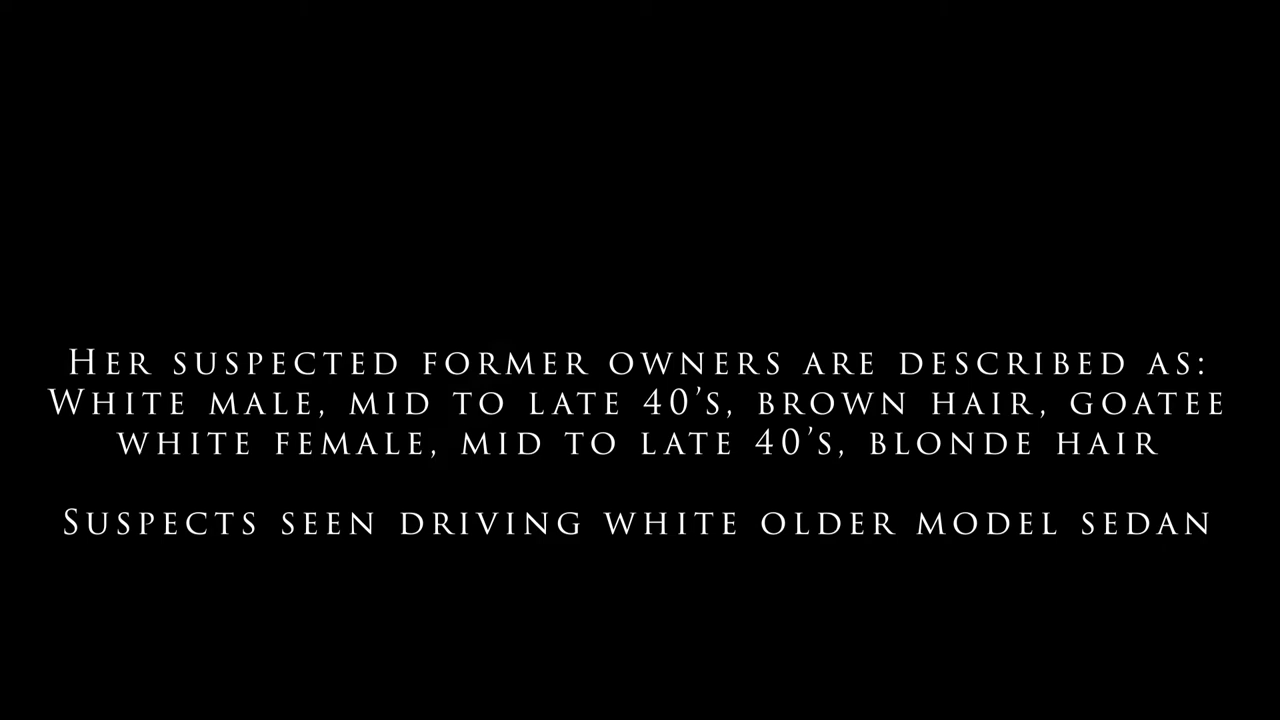 Her suspected former owners are described as:
White male, mid to late 40's, brown hair, goatee
white female, mid to late 40's, blonde hair
Suspects seen driving white older model sedan